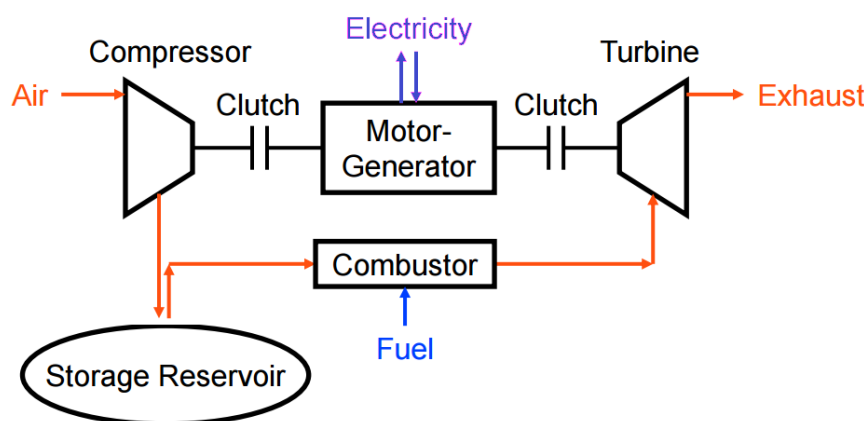 Electricity
Compressor
Turbine
Air
Clutch
Clutch
Exhaust
Motor-
Generator
Combustor
Fuel
Storage Reservoir